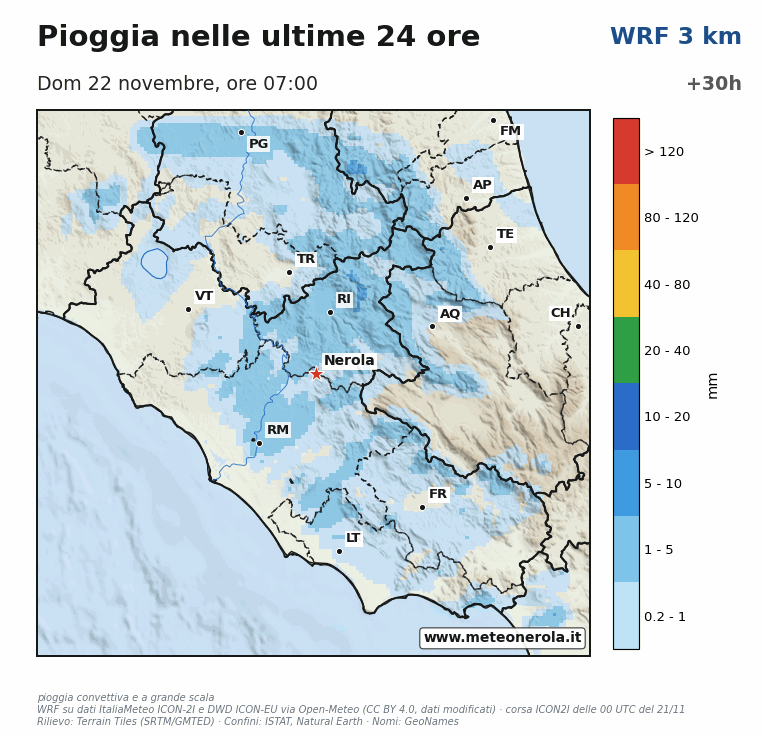 Pioggia nelle ultime 24 ore
WRF 3 km
Dom 22 novembre, ore 07:00
+30h
FM
PG
AP
TE
TR
VT
RI
AQ
CH.
Nerola
RM
FR
LT
www.meteonerola.it
> 120
80 - 120
40 - 80
20 - 40
10 - 20
5 - 10
1 - 5
0.2 - 1
mm
pioggia convettiva e a grande scala
WRF su dati ItaliaMeteo ICON-2I e DWD ICON-EU via Open-Meteo (CC BY 4.0, dati modificati) · corsa ICON2I delle 00 UTC del 21/11
Rilievo: Terrain Tiles (SRTM/GMTED) · Confini: ISTAT, Natural Earth · Nomi: GeoNames